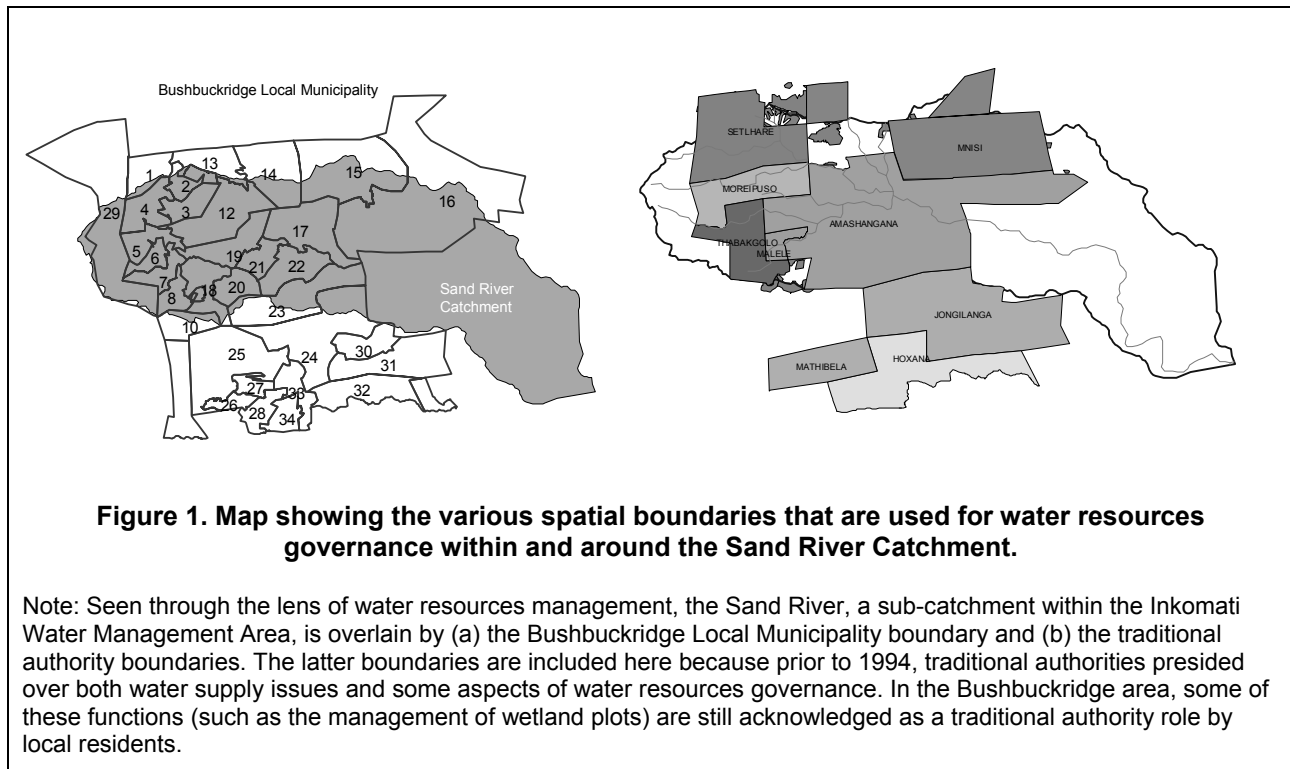 Bushbuckridge Local Municipality
13
1
14
15
2
16
29
4
3
12
17
5
6
19
21
22
7
18
20
8
Sand River
Catchment
23
10
25
24
30
31
27
32
33
26
28
34
SETLHARE
MNISI
MOREIPUSO
AMASHANGANA
THABAKGOLO
MALELE
JONGILANGA
HOXANA
MATHIBELA
Figure 1. Map showing the various spatial boundaries that are used for water resources
governance within and around the Sand River Catchment.
Note: Seen through the lens of water resources management, the Sand River, a sub-catchment within the Inkomati
Water Management Area, is overlain by (a) the Bushbuckridge Local Municipality boundary and (b) the traditional
authority boundaries. The latter boundaries are included here because prior to 1994, traditional authorities presided
over both water supply issues and some aspects of water resources governance. In the Bushbuckridge area, some of
these functions (such as the management of wetland plots) are still acknowledged as a traditional authority role by
local residents.